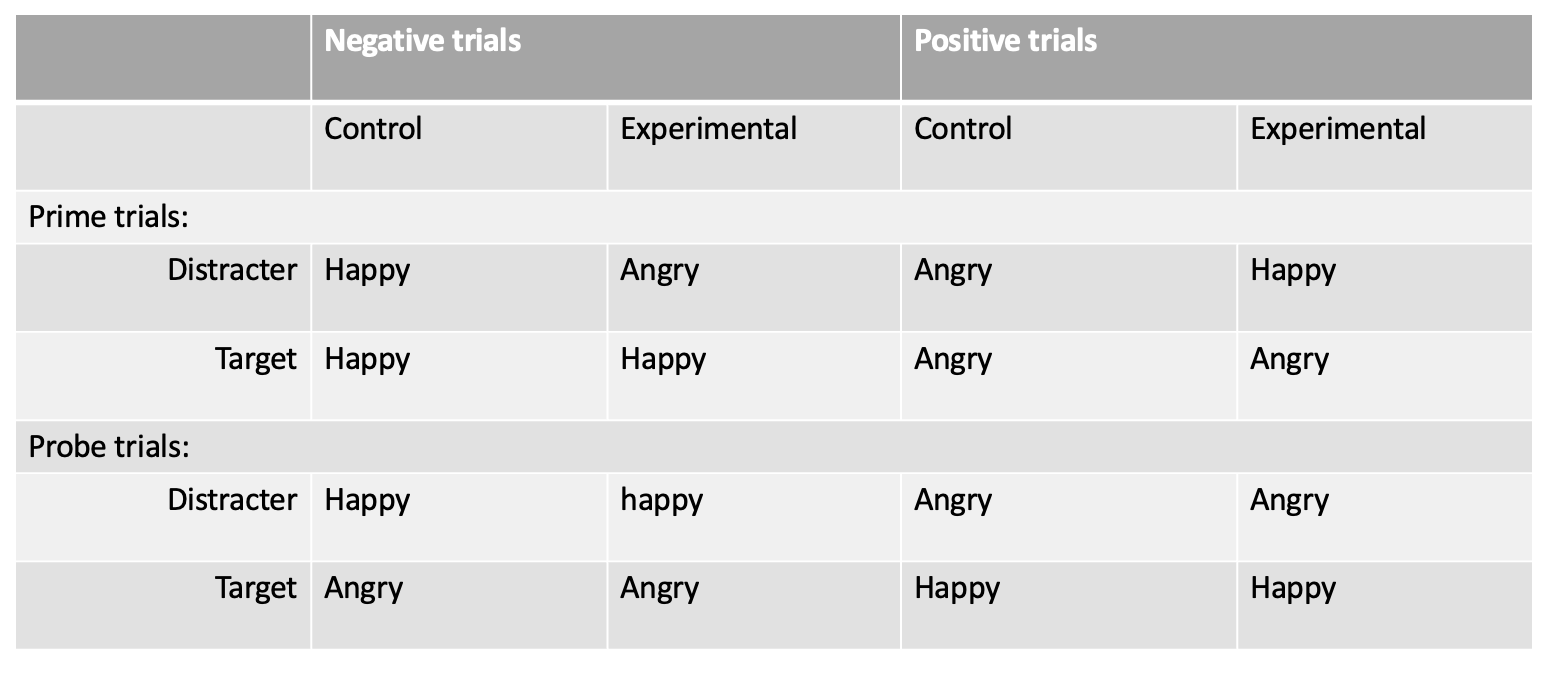 Negative trials Positive trials
Control Experimental Control Experimental
Prime trials:
Distracter Happy Angry Angry Happy
Target Happy Happy Angry Angry
Probe trials:
Distracter Happy happy Angry Angry
Target Angry Angry Happy Happy